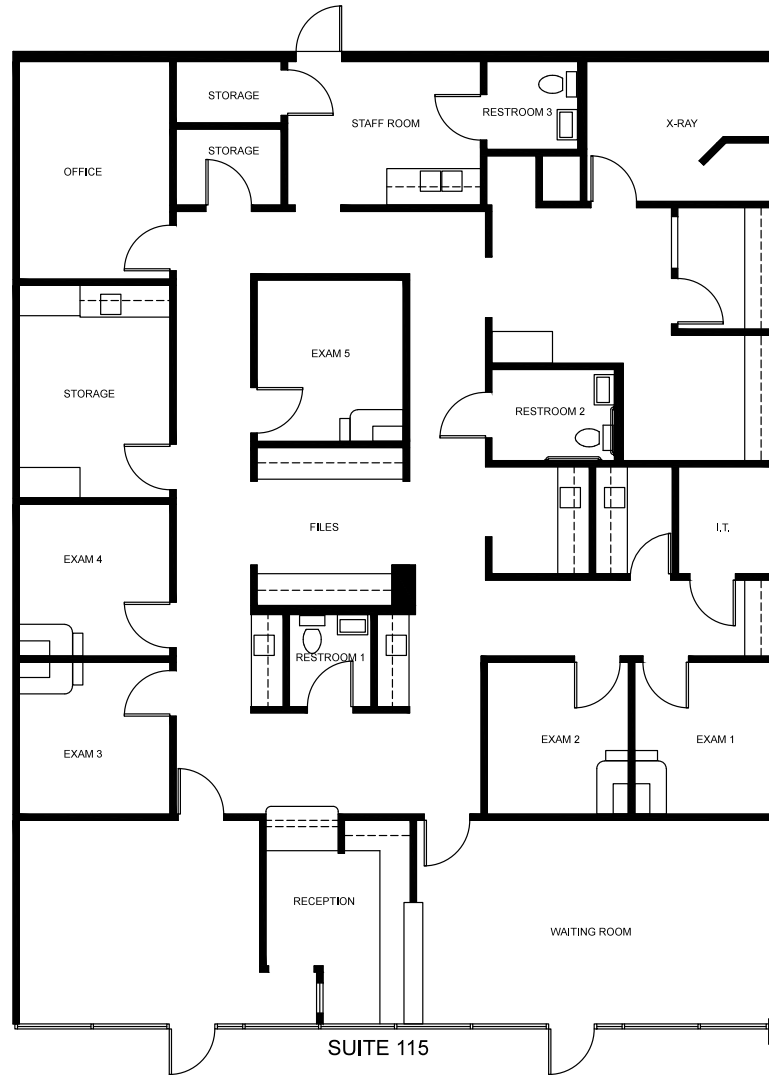 STORAGE
STAFF ROOM
RESTROOM 3
X-RAY
STORAGE
OFFICE
EXAM 5
STORAGE
RESTROOM 2
FILES
I.T.
EXAM 4
RESTROOM 1
EXAM 3
EXAM 2
EXAM 1
RECEPTION
WAITING ROOM
SUITE 115